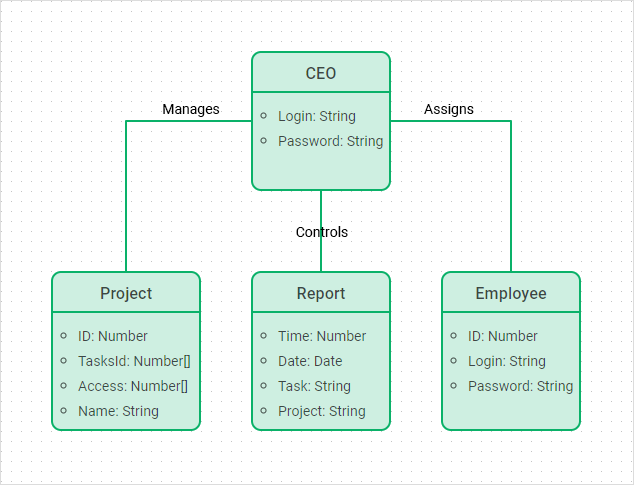 CEO
Manages
Assigns
Login: String
Password: String
Controls
Project
Report
Employee
ID: Number
TasksId: Number[]
Access: Number[]
Name: String
Time: Number
Date: Date
Task: String
Project: String
ID: Number
Login: String
Password: String